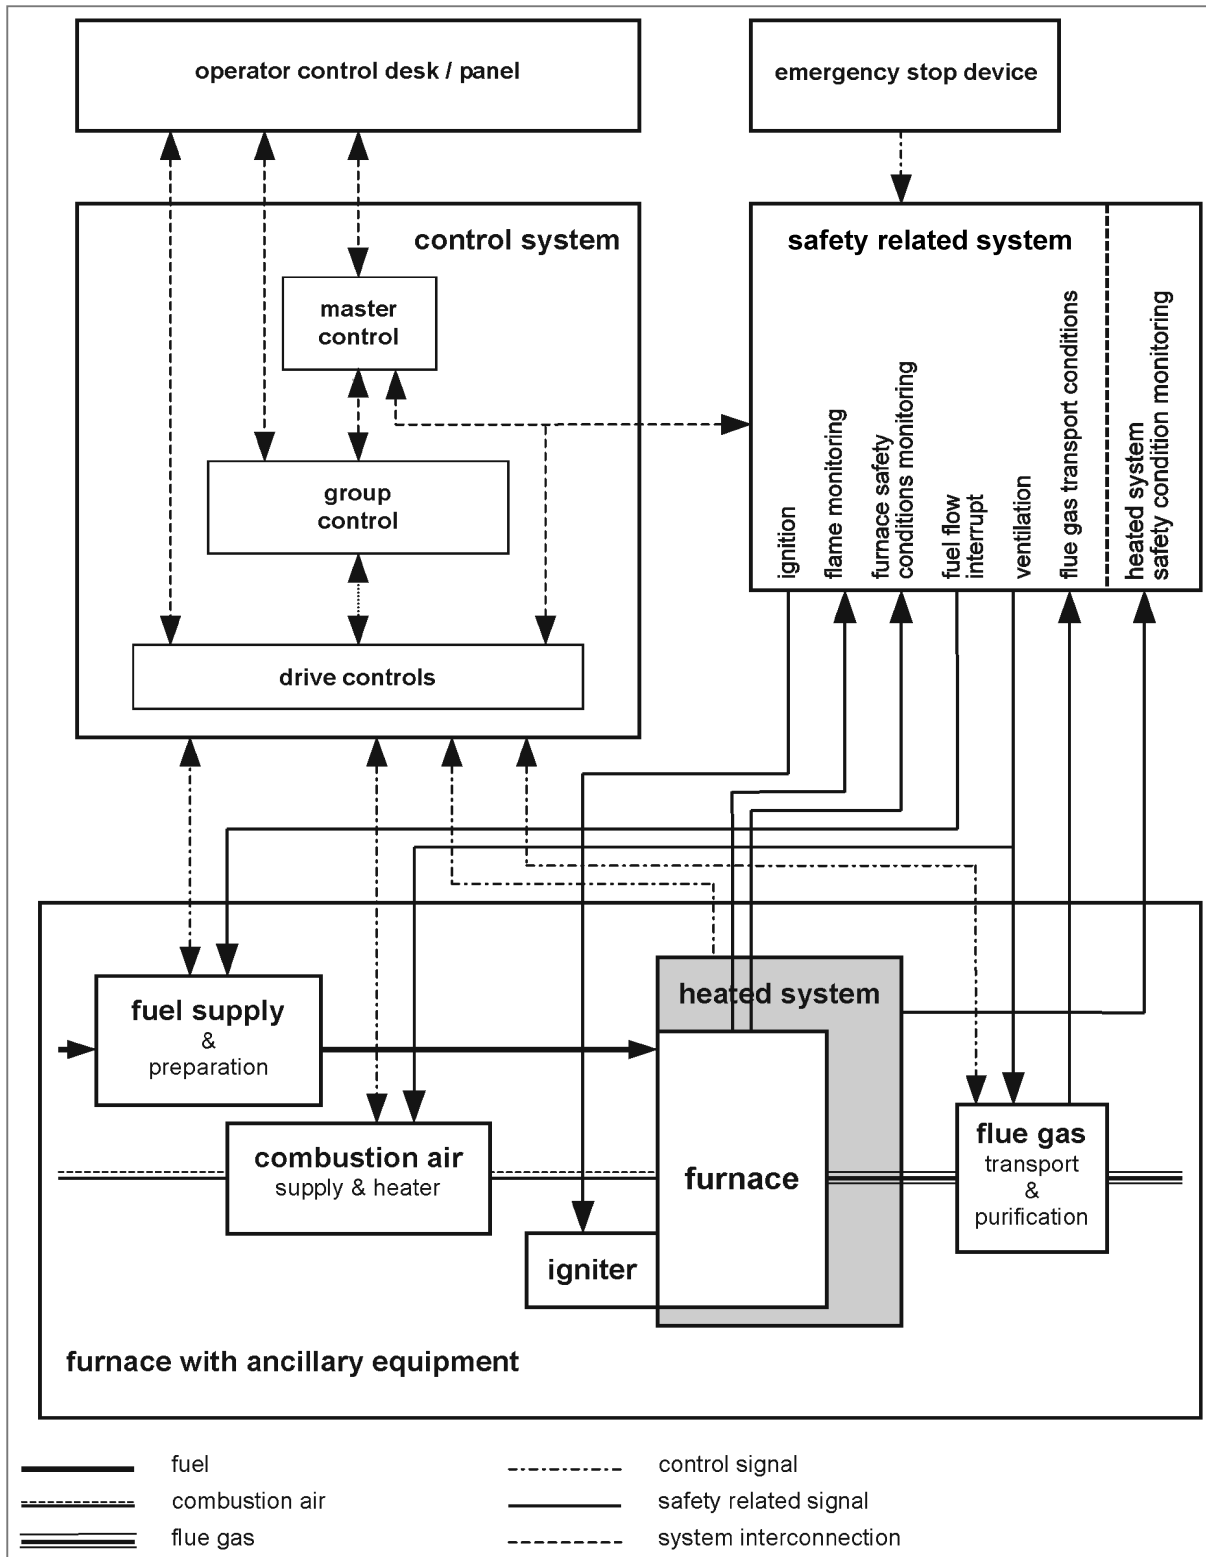 operator control desk / panel
emergency stop device
control system
safety related system
master
control
group
control
drive controls
ignition
flame monitoring
furnace safety
conditions monitoring
fuel flow
interrupt
ventilation
flue gas transport conditions
heated system
safety condition monitoring
fuel supply
&
preparation
heated system
combustion air
supply & heater
furnace
flue gas
transport
&
purification
igniter
furnace with ancillary equipment
fuel
combustion air
flue gas
control signal
safety related signal
system interconnection